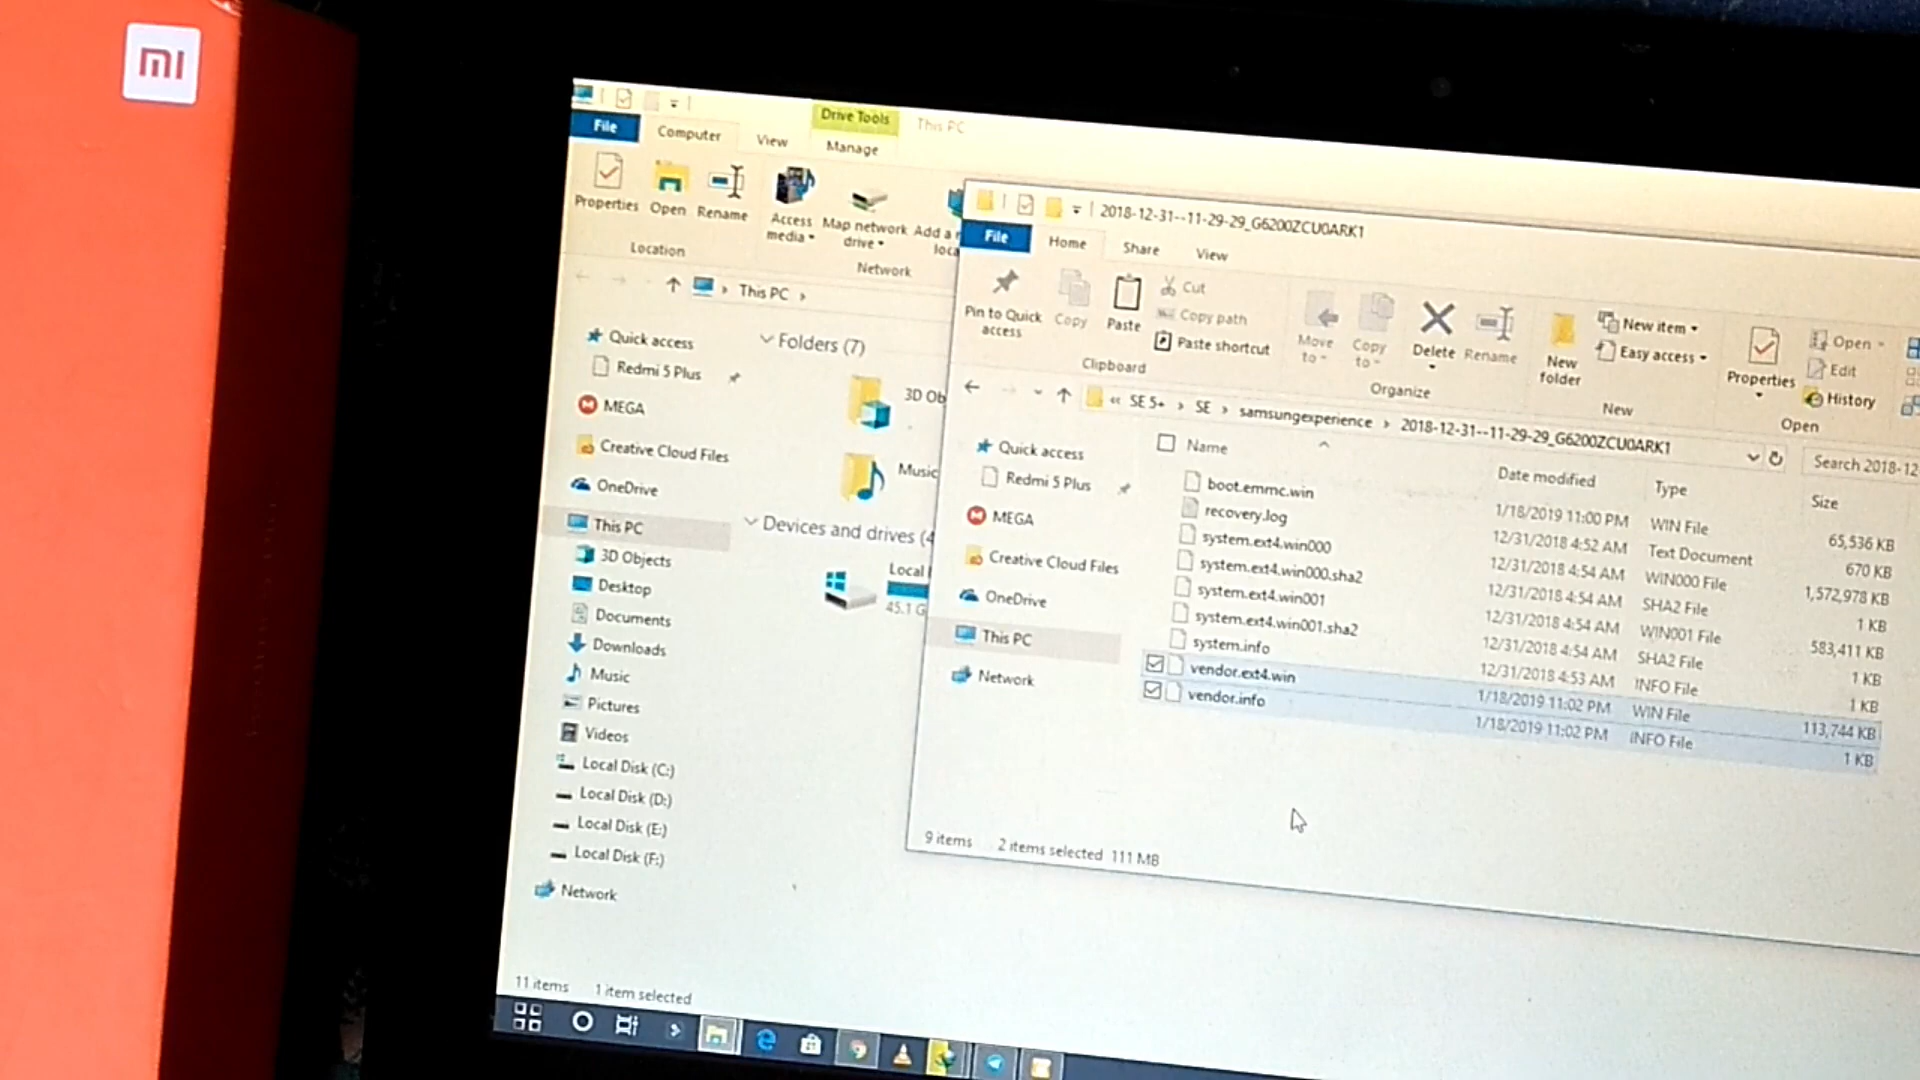 mi
Drive Tools
This PC
File
Computer
View
Manage
Properties
Open
Rename
Access media
Map network drive
Location
Network
This PC
Quick access
Redmi 5 Plus
MEGA
Creative Cloud Files
OneDrive
This PC
3D Objects
Desktop
Documents
Downloads
Music
Pictures
Videos
Local Disk (C:)
Local Disk (D:)
Local Disk (E:)
Local Disk (F:)
Network
Folders (7)
3D Ob
Music
Devices and drives (4
Local
45.1 G
11 items 1 item selected
2018-12-31--11-29-29_G6200ZCU0ARK1
File Home Share View
Pin to Quick access
Copy
Paste
Cut
Copy path
Paste shortcut
Clipboard
Move to
Copy to
Delete
Rename
Organize
New folder
New item
Easy access
New
Properties
Open
Edit
History
Open
« SE 5+ › SE › samsungexperience › 2018-12-31--11-29-29_G6200ZCU0ARK1
Search 2018-12
Quick access
Redmi 5 Plus
MEGA
Creative Cloud Files
OneDrive
This PC
Network
Name Date modified Type Size
boot.emmc.win 1/18/2019 11:00 PM WIN File 65,536 KB
recovery.log 12/31/2018 4:52 AM Text Document 670 KB
system.ext4.win000 12/31/2018 4:54 AM WIN000 File 1,572,978 KB
system.ext4.win000.sha2 12/31/2018 4:54 AM SHA2 File 1 KB
system.ext4.win001 12/31/2018 4:54 AM WIN001 File 583,411 KB
system.ext4.win001.sha2 12/31/2018 4:54 AM SHA2 File 1 KB
system.info 12/31/2018 4:53 AM INFO File 1 KB
vendor.ext4.win 1/18/2019 11:02 PM WIN File 113,744 KB
vendor.info 1/18/2019 11:02 PM INFO File 1 KB
9 items 2 items selected 111 MB